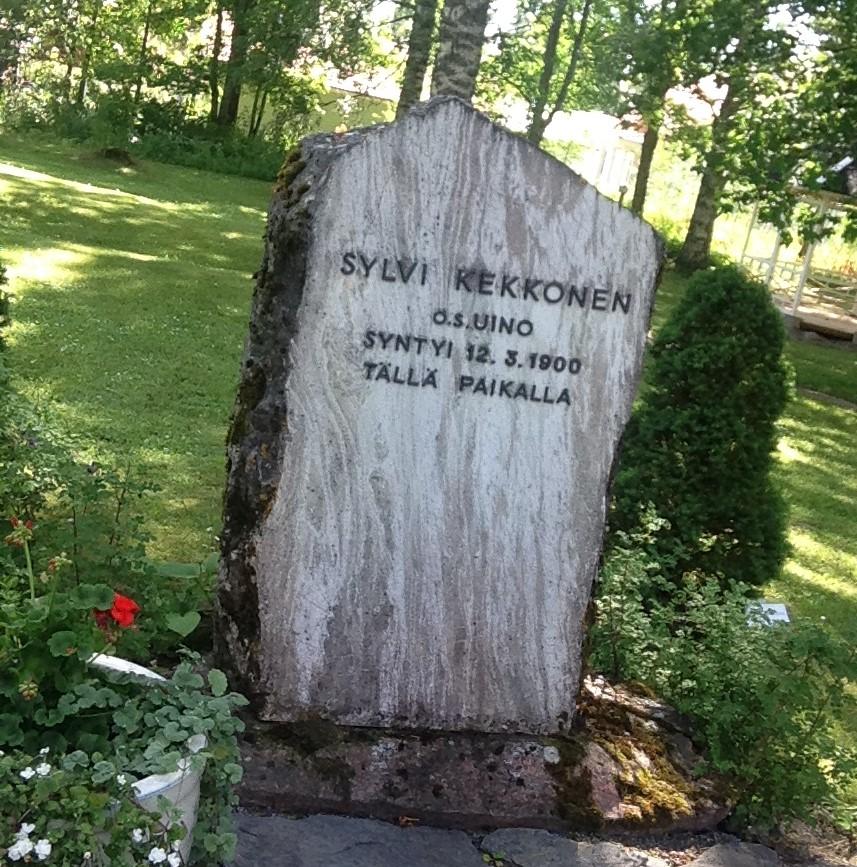 SYLVI KEKKONEN
O.S. UINO
SYNTYI 12. 3. 1900
TÄLLÄ PAIKALLA